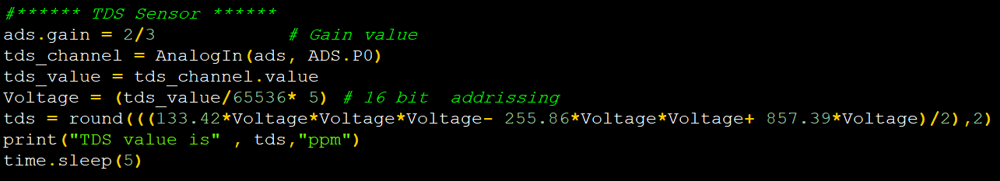 #****** TDS Sensor ******
ads.gain = 2/3 # Gain value
tds_channel = AnalogIn(ads, ADS.P0)
tds_value = tds_channel.value
Voltage = (tds_value/65536* 5) # 16 bit  addrissing
tds = round(((133.42*Voltage*Voltage*Voltage- 255.86*Voltage*Voltage+ 857.39*Voltage)/2),2)
print("TDS value is" , tds,"ppm")
time.sleep(5)